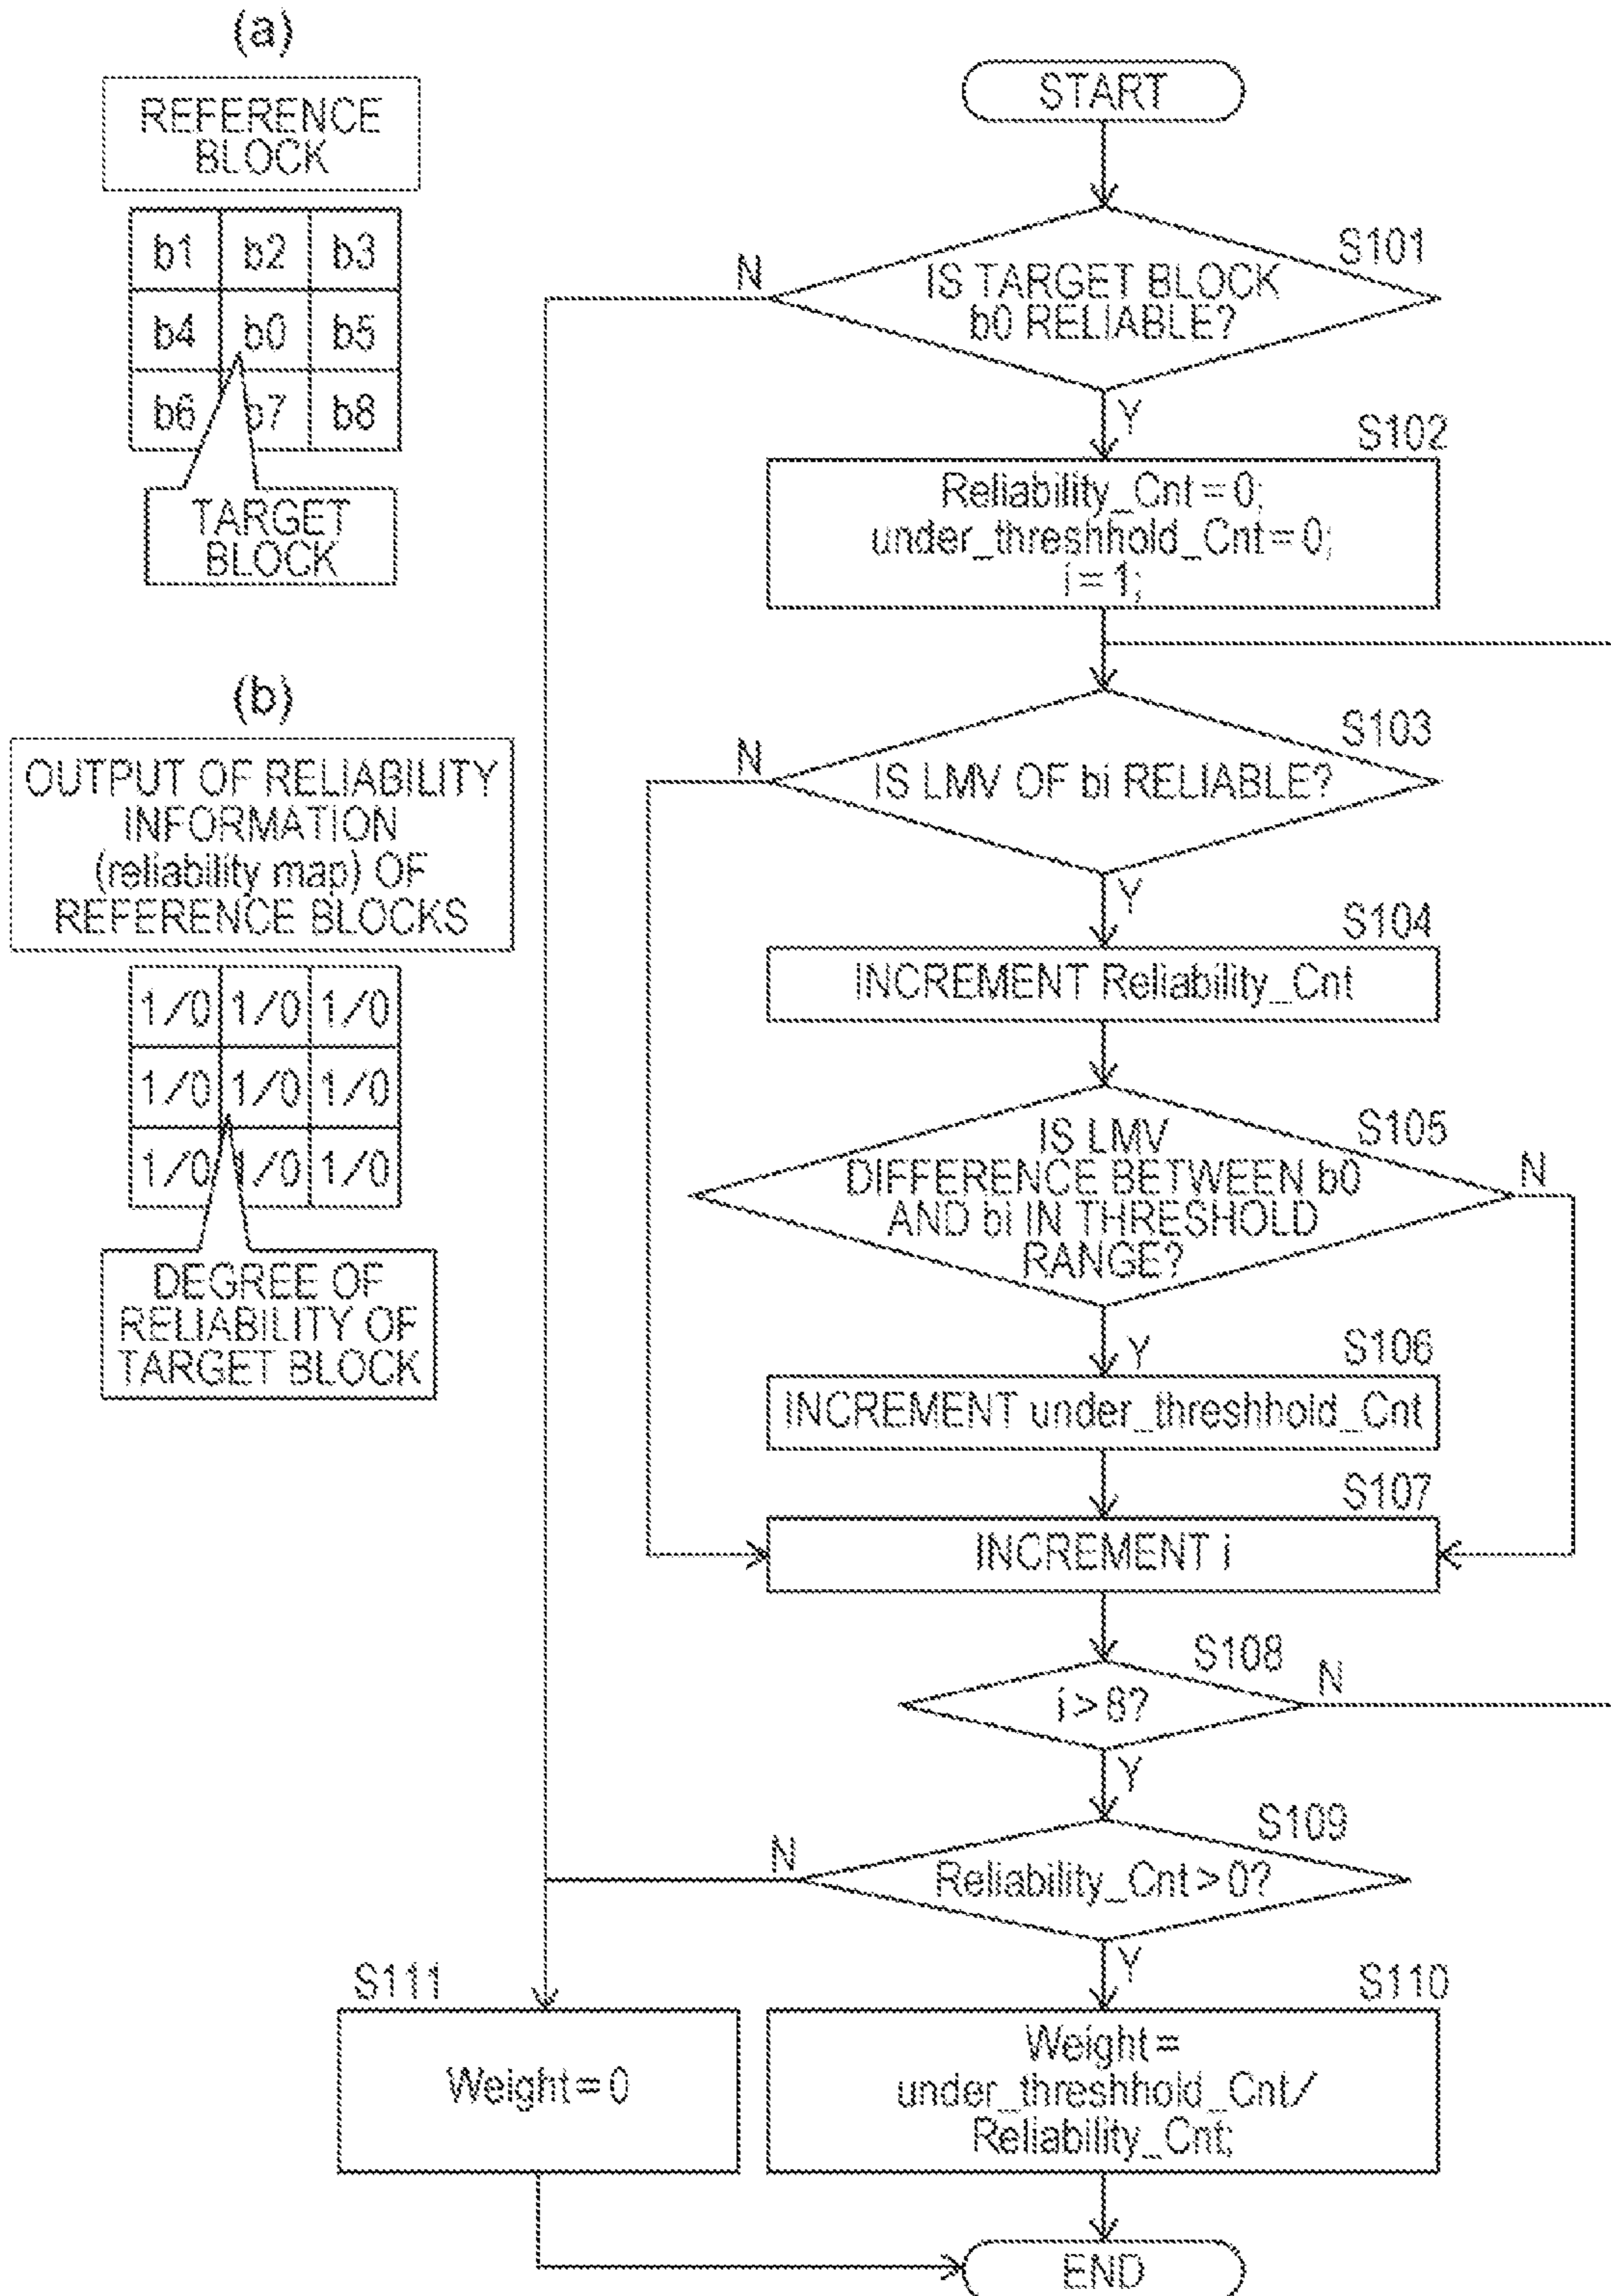 (a)
REFERENCE
BLOCK
b1 b2 b3
b4 b0 b5
b6 b7 b8
TARGET
BLOCK
(b)
OUTPUT OF RELIABILITY
INFORMATION
(reliability map) OF
REFERENCE BLOCKS
1/0 1/0 1/0
1/0 1/0 1/0
1/0 1/0 1/0
DEGREE OF
RELIABILITY OF
TARGET BLOCK
START
S101
N
IS TARGET BLOCK
b0 RELIABLE?
Y
S102
Reliability_Cnt = 0;
under_threshhold_Cnt = 0;
i = 1;
S103
N
IS LMV OF bi RELIABLE?
Y
S104
INCREMENT Reliability_Cnt
S105
IS LMV
DIFFERENCE BETWEEN b0
AND bi IN THRESHOLD
RANGE?
N
Y
S106
INCREMENT under_threshhold_Cnt
S107
INCREMENT i
S108
i > 8?
N
Y
S109
N
Reliability_Cnt > 0?
Y
S111
Weight = 0
S110
Weight =
under_threshhold_Cnt/
Reliability_Cnt;
END